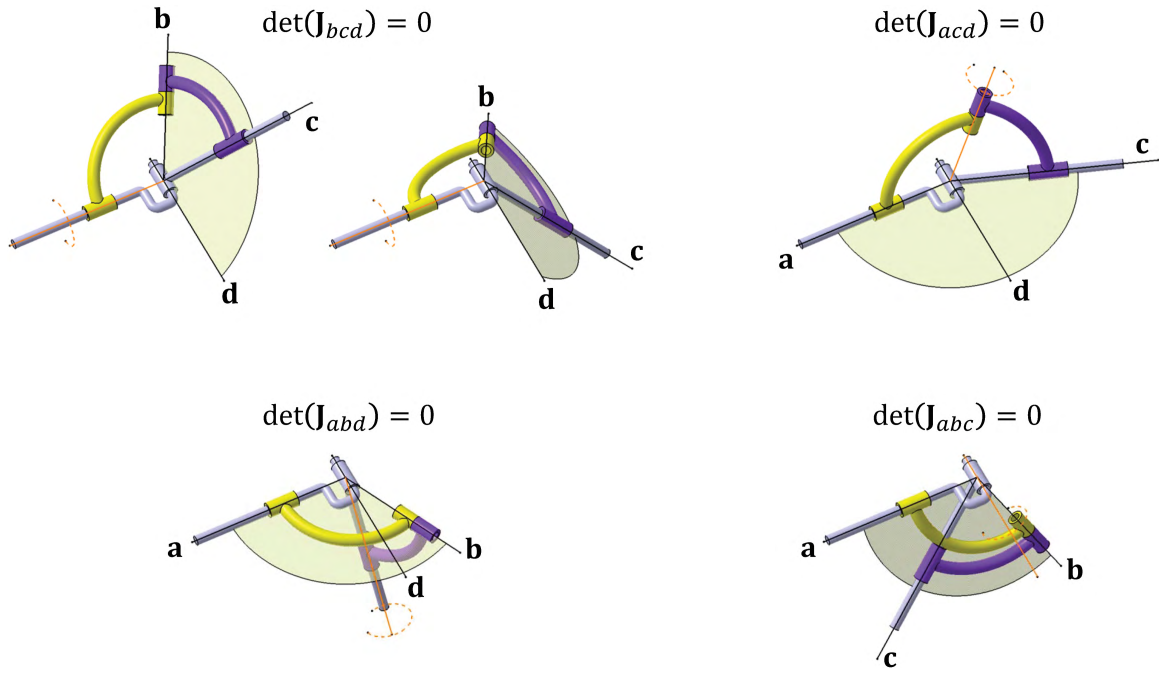 det(J_bcd) = 0
b
c
d
b
c
d
det(J_acd) = 0
c
a
d
det(J_abd) = 0
a
b
d
det(J_abc) = 0
a
b
c